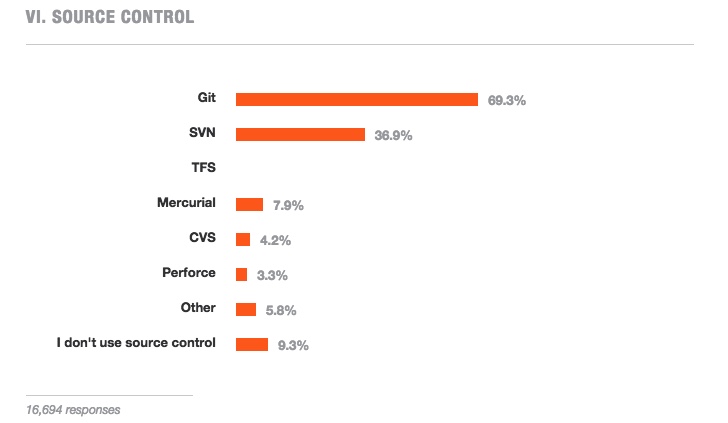 VI. SOURCE CONTROL
Git 69.3%
SVN 36.9%
TFS
Mercurial 7.9%
CVS 4.2%
Perforce 3.3%
Other 5.8%
I don't use source control 9.3%
16,694 responses